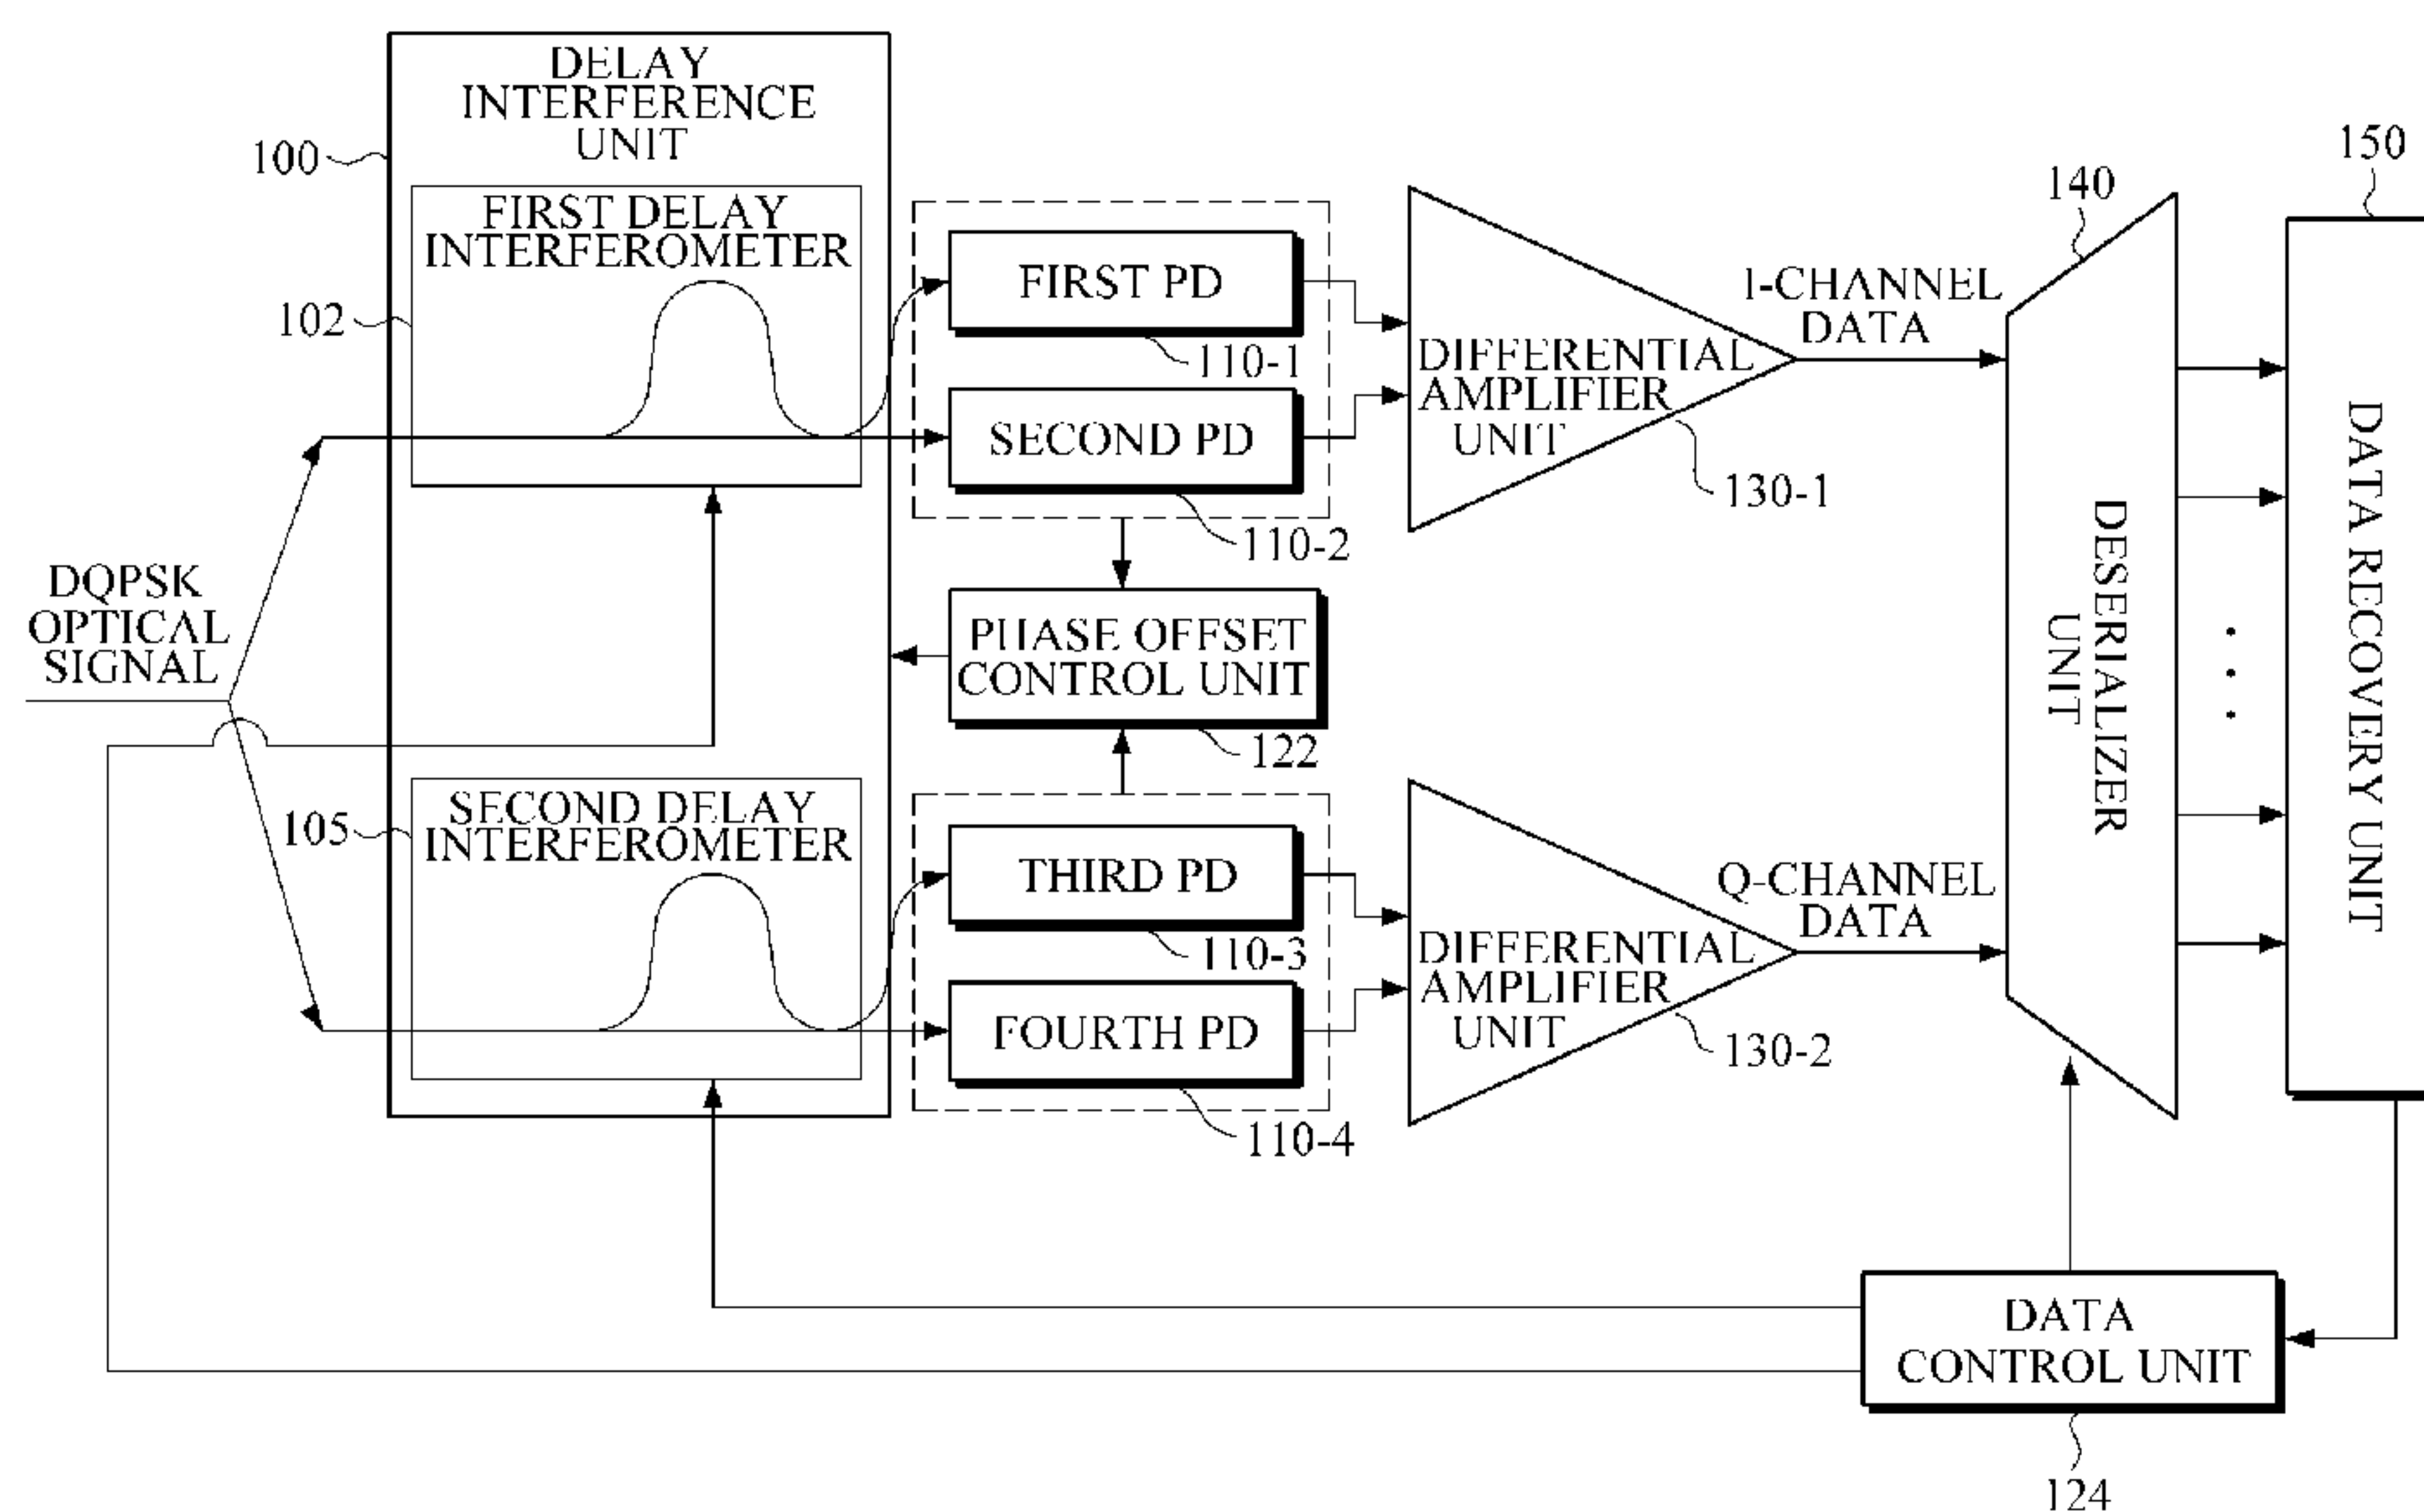 DELAY
INTERFERENCE
UNIT
100
FIRST DELAY
INTERFEROMETER
102
FIRST PD
110-1
SECOND PD
110-2
DIFFERENTIAL
AMPLIFIER
UNIT
130-1
I-CHANNEL
DATA
140
150
DESERIALIZER
UNIT
DATA RECOVERY UNIT
DQPSK
OPTICAL
SIGNAL
PHASE OFFSET
CONTROL UNIT
122
SECOND DELAY
INTERFEROMETER
105
THIRD PD
110-3
FOURTH PD
110-4
DIFFERENTIAL
AMPLIFIER
UNIT
130-2
Q-CHANNEL
DATA
DATA
CONTROL UNIT
124